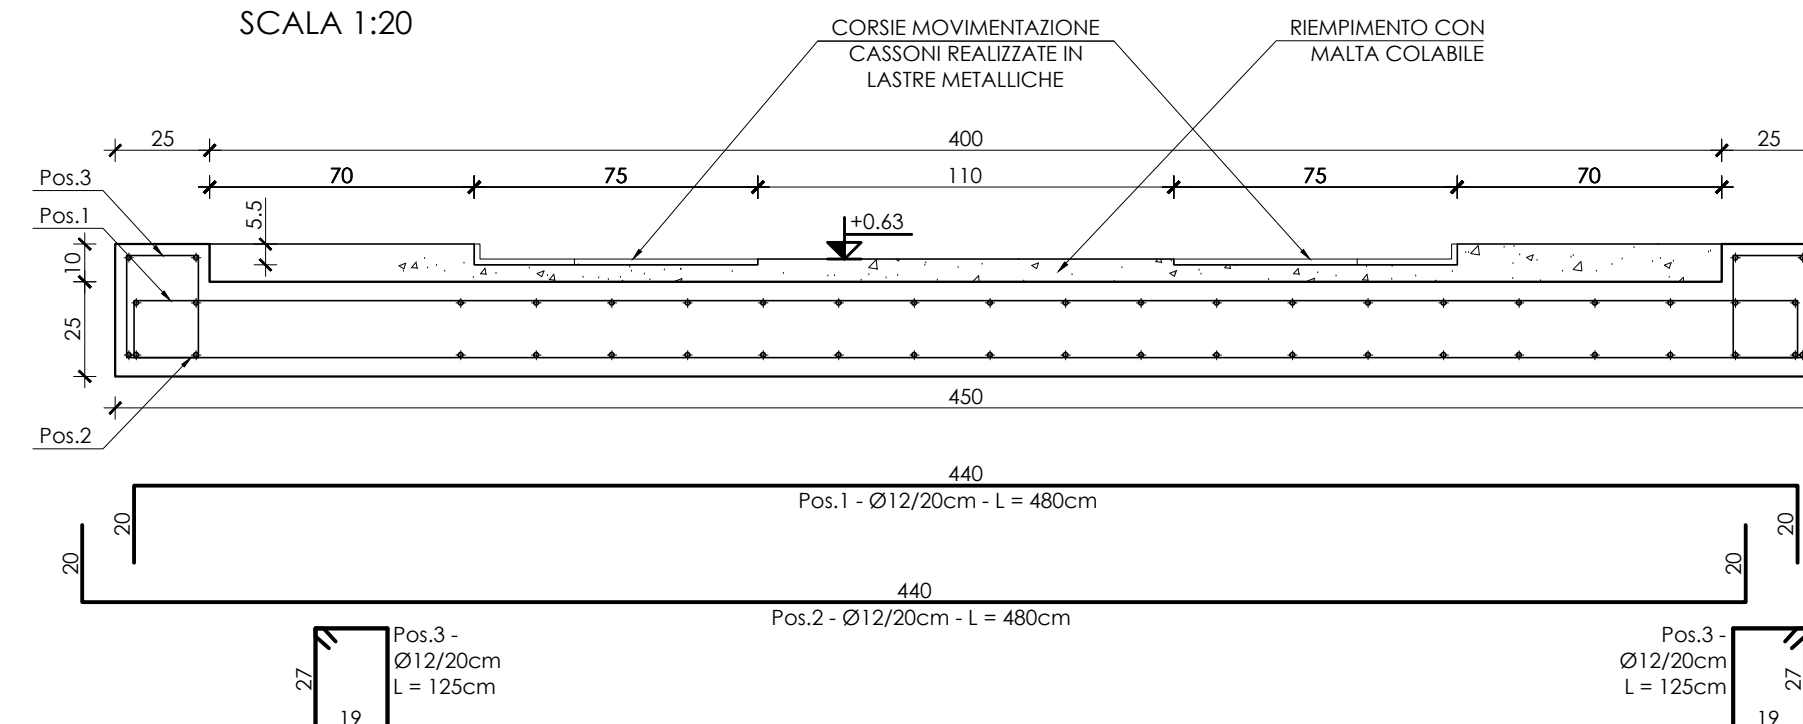 SCALA 1:20
CORSIE MOVIMENTAZIONE
CASSONI REALIZZATE IN
LASTRE METALLICHE
RIEMPIMENTO CON
MALTA COLABILE
25
400
25
70
75
110
75
70
Pos.3
Pos.1
5.5
+0.63
10
25
450
Pos.2
440
Pos.1 - Ø12/20cm - L = 480cm
20
20
20
20
440
Pos.2 - Ø12/20cm - L = 480cm
Pos.3 -
Ø12/20cm
L = 125cm
27
19
Pos.3 -
Ø12/20cm
L = 125cm
27
19